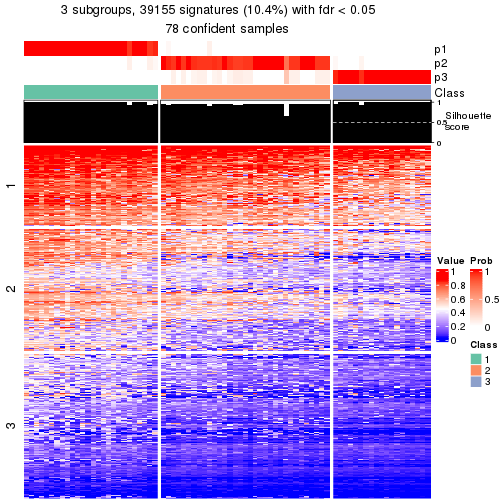 3 subgroups, 39155 signatures (10.4%) with fdr < 0.05
78 confident samples
p1
p2
p3
Class
1
0.5
0
Silhouette
score
1
2
3
Value
1
0.8
0.6
0.4
0.2
0
Prob
1
0.5
0
Class
1
2
3